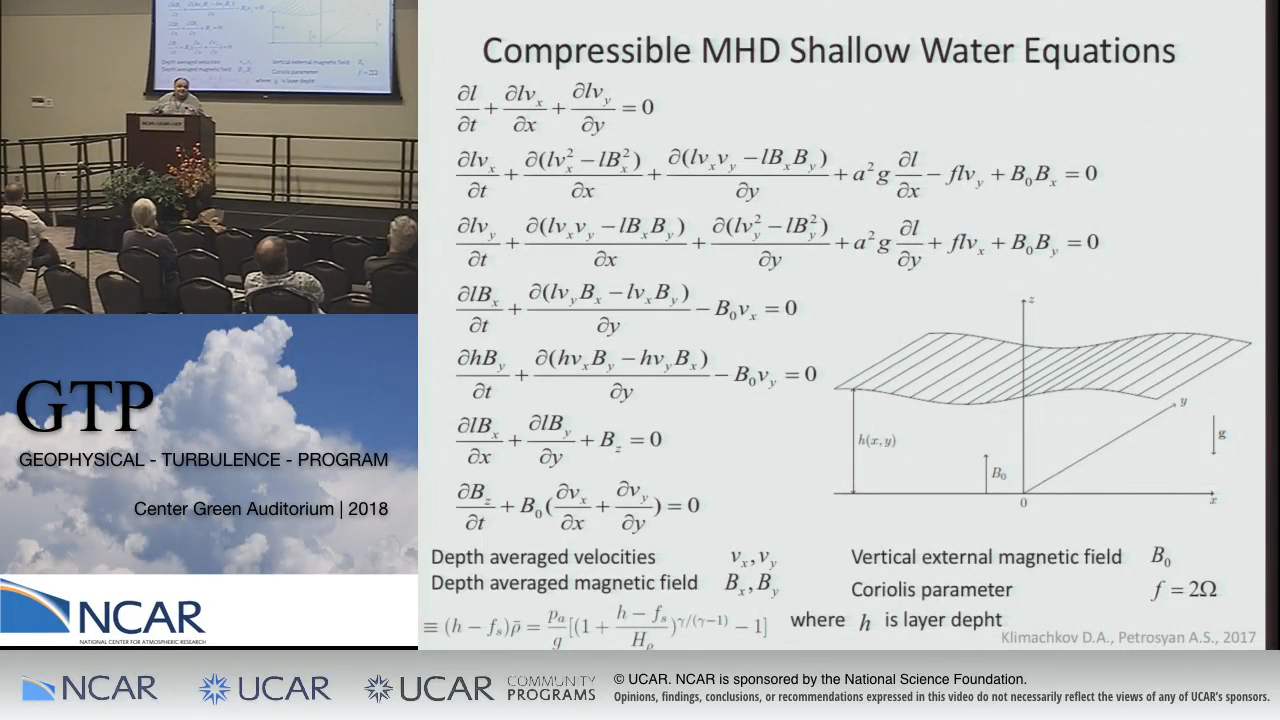 Compressible MHD Shallow Water Equations
∂l/∂t + ∂lv_x/∂x + ∂lv_y/∂y = 0
∂lv_x/∂t + ∂(lv_x^2 − lB_x^2)/∂x + ∂(lv_xv_y − lB_xB_y)/∂y + a^2 g ∂l/∂x − flv_y + B_0B_x = 0
∂lv_y/∂t + ∂(lv_xv_y − lB_xB_y)/∂x + ∂(lv_y^2 − lB_y^2)/∂y + a^2 g ∂l/∂y + flv_x + B_0B_y = 0
∂lB_x/∂t + ∂(lv_yB_x − lv_xB_y)/∂y − B_0v_x = 0
∂hB_y/∂t + ∂(hv_xB_y − hv_yB_x)/∂y − B_0v_y = 0
∂lB_x/∂x + ∂lB_y/∂y + B_z = 0
∂B_z/∂t + B_0(∂v_x/∂x + ∂v_y/∂y) = 0
z
y
h(x,y)
g
B_0
0
x
Depth averaged velocities v_x, v_y
Vertical external magnetic field B_0
Depth averaged magnetic field B_x, B_y
Coriolis parameter f = 2Ω
≡ (h − f_s)ρ̄ = p_a/g[(1 + (h − f_s)/H_ρ)^{γ/(γ−1)} − 1] where h is layer depht
Klimachkov D.A., Petrosyan A.S., 2017
GTP
GEOPHYSICAL - TURBULENCE - PROGRAM
Center Green Auditorium | 2018
NCAR
NATIONAL CENTER FOR ATMOSPHERIC RESEARCH
NCAR
UCAR
UCAR
COMMUNITY
PROGRAMS
© UCAR. NCAR is sponsored by the National Science Foundation.
Opinions, findings, conclusions, or recommendations expressed in this video do not necessarily reflect the views of any of UCAR's sponsors.